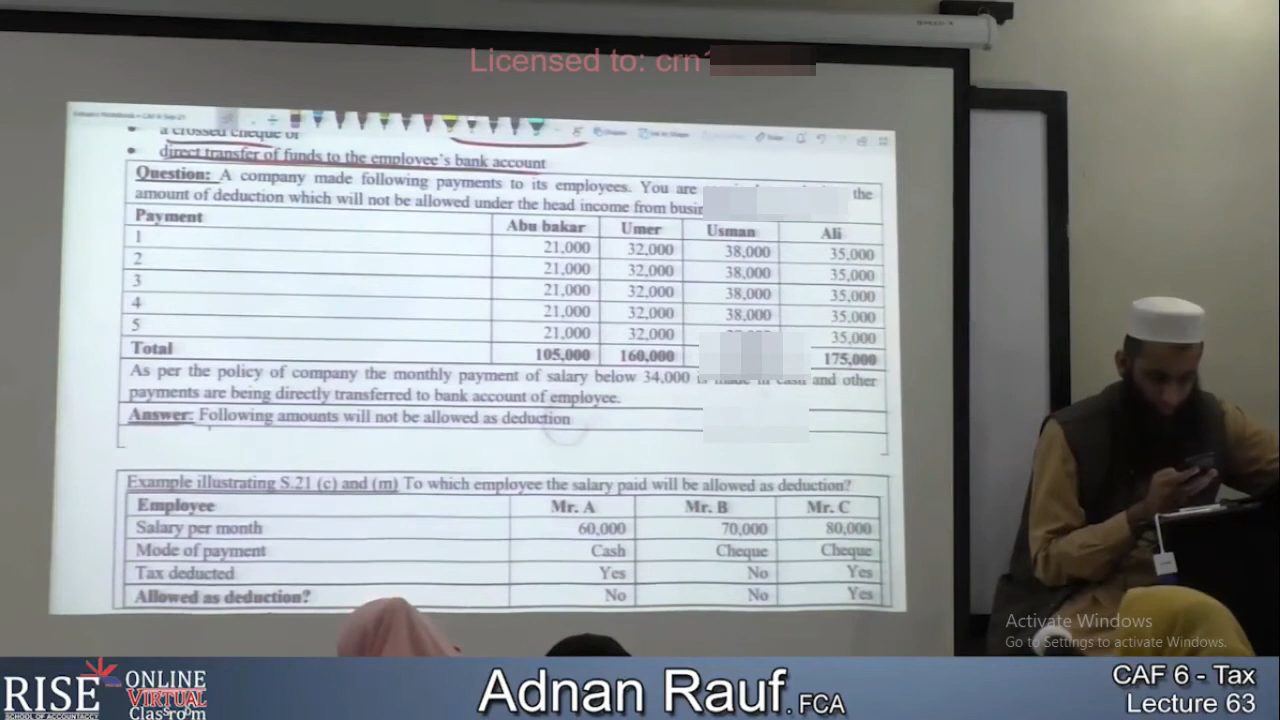 Licensed to: crn
a crossed cheque or
direct transfer of funds to the employee's bank account
Question: A company made following payments to its employees. You are the
amount of deduction which will not be allowed under the head income from
Payment Abu bakar Umer Usman Ali
1 21,000 32,000 38,000 35,000
2 21,000 32,000 38,000 35,000
3 21,000 32,000 38,000 35,000
4 21,000 32,000 38,000 35,000
5 21,000 32,000 35,000
Total 105,000 160,000 175,000
As per the policy of company the monthly payment of salary below 34,000 is made in cash and other
payments are being directly transferred to bank account of employee.
Answer: Following amounts will not be allowed as deduction
Example illustrating S.21 (c) and (m) To which employee the salary paid will be allowed as deduction?
Employee Mr. A Mr. B Mr. C
Salary per month 60,000 70,000 80,000
Mode of payment Cash Cheque Cheque
Tax deducted Yes No Yes
Allowed as deduction? No No Yes
Activate Windows
Go to Settings to activate Windows.
RISE
SCHOOL OF ACCOUNTANCY
ONLINE
VIRTUAL
Classroom
Adnan Rauf. FCA
CAF 6 - Tax
Lecture 63